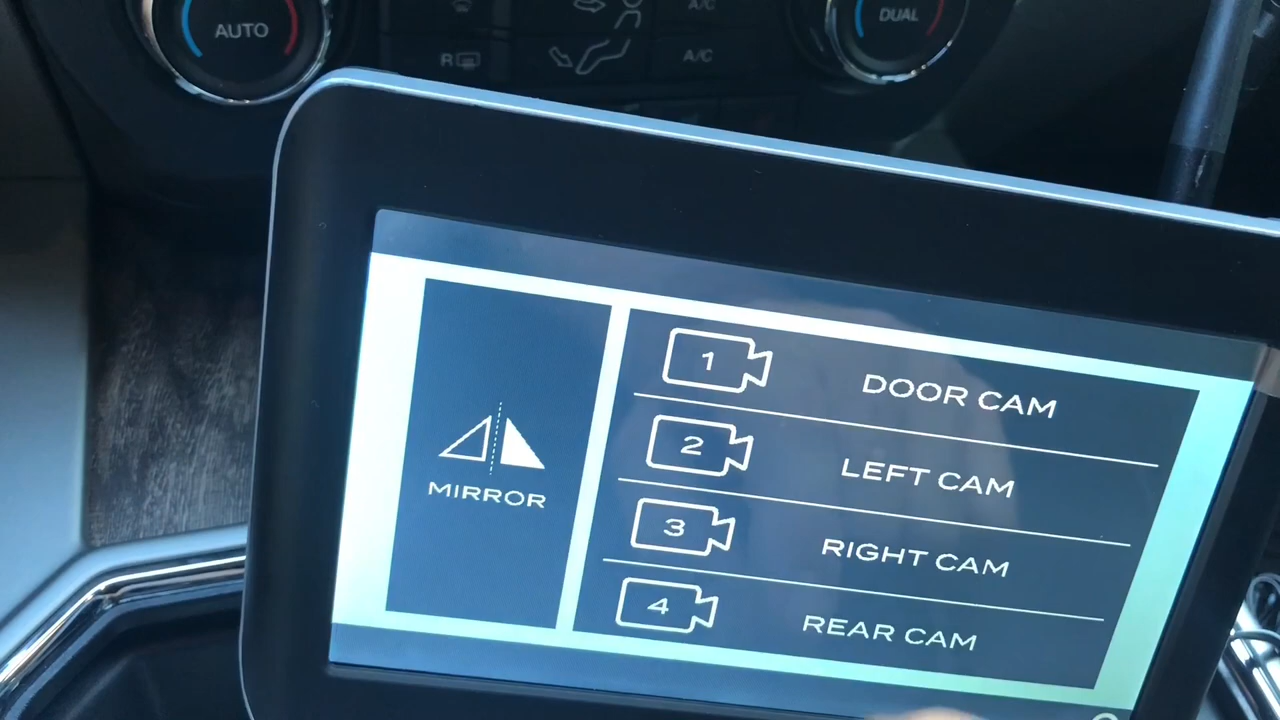 AUTO
A/C
DUAL
R
A/C
1 DOOR CAM
2 LEFT CAM
MIRROR
3 RIGHT CAM
4 REAR CAM